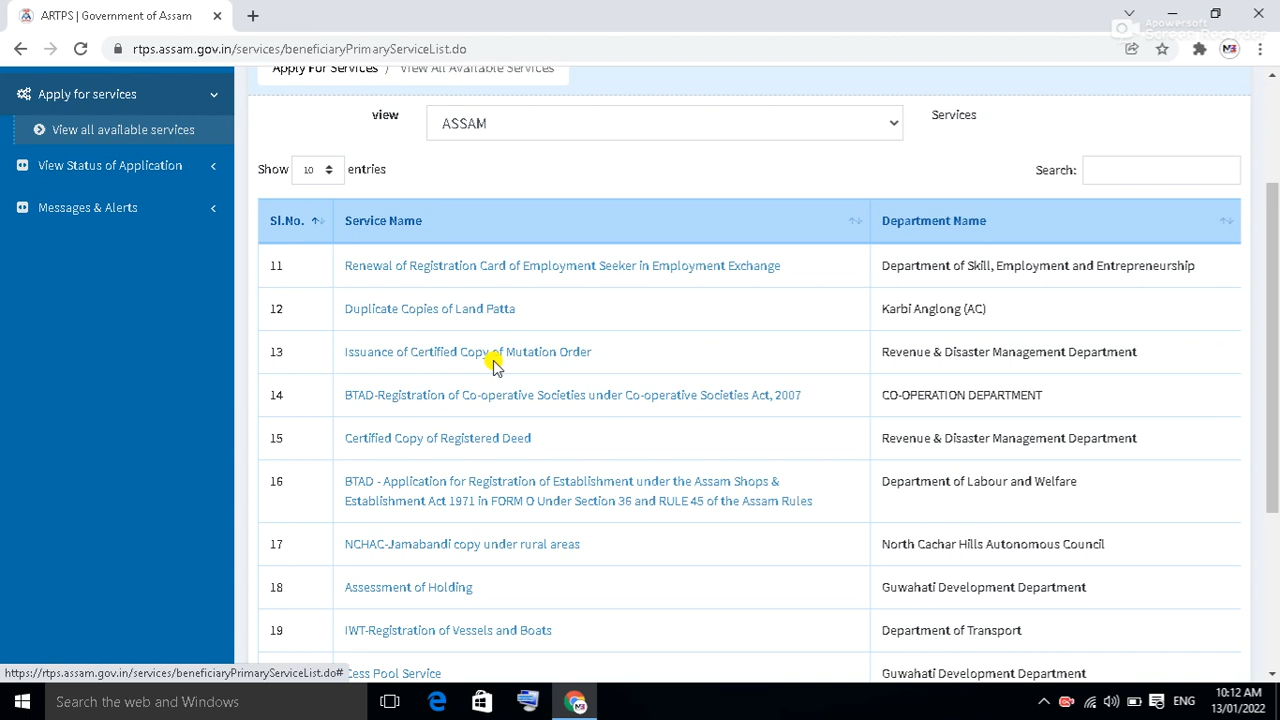 ARTPS | Government of Assam
Apowersoft
Screen Recorder
rtps.assam.gov.in/services/beneficiaryPrimaryServiceList.do
Apply For Services / View All Available Services
Apply for services
View all available services
View Status of Application
Messages & Alerts
view ASSAM Services
Show 10 entries Search:
Sl.No. Service Name Department Name
11 Renewal of Registration Card of Employment Seeker in Employment Exchange Department of Skill, Employment and Entrepreneurship
12 Duplicate Copies of Land Patta Karbi Anglong (AC)
13 Issuance of Certified Copy of Mutation Order Revenue & Disaster Management Department
14 BTAD-Registration of Co-operative Societies under Co-operative Societies Act, 2007 CO-OPERATION DEPARTMENT
15 Certified Copy of Registered Deed Revenue & Disaster Management Department
16 BTAD - Application for Registration of Establishment under the Assam Shops & Department of Labour and Welfare
Establishment Act 1971 in FORM O Under Section 36 and RULE 45 of the Assam Rules
17 NCHAC-Jamabandi copy under rural areas North Cachar Hills Autonomous Council
18 Assessment of Holding Guwahati Development Department
19 IWT-Registration of Vessels and Boats Department of Transport
Cess Pool Service Guwahati Development Department
https://rtps.assam.gov.in/services/beneficiaryPrimaryServiceList.do#
Search the web and Windows
ENG
10:12 AM
13/01/2022